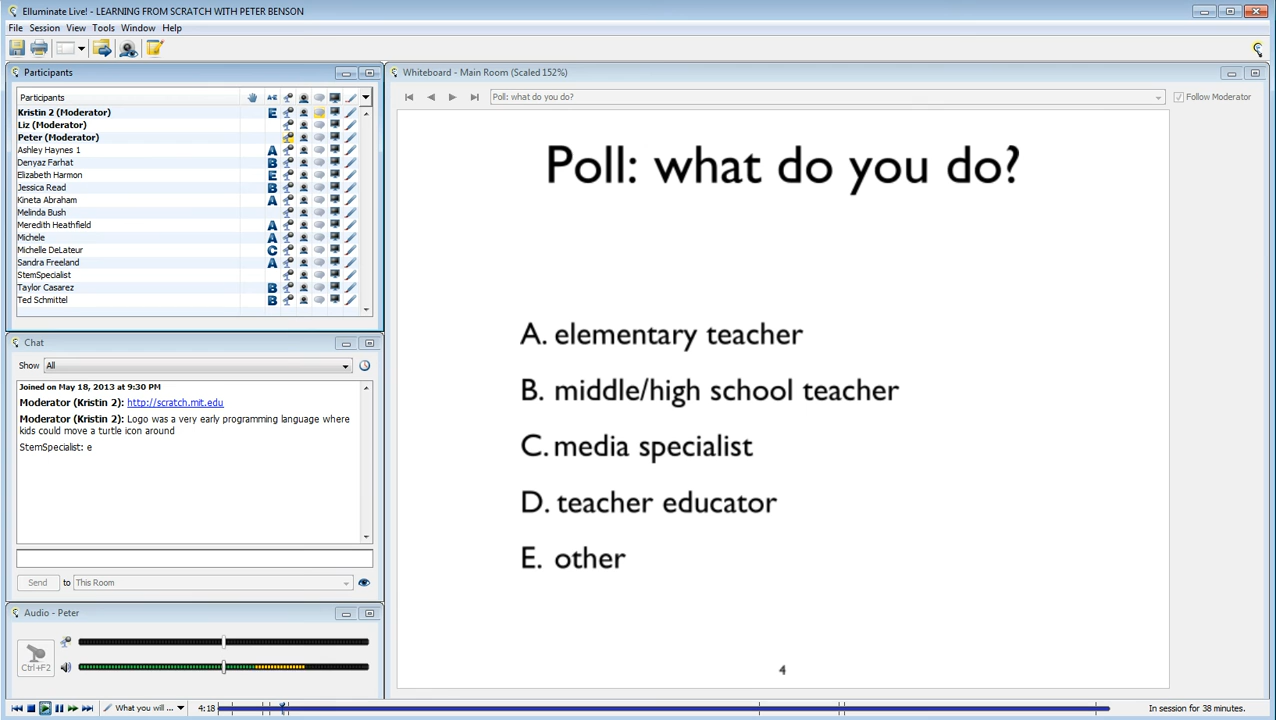 Elluminate Live! - LEARNING FROM SCRATCH WITH PETER BENSON
File Session View Tools Window Help
Participants
Participants
Kristin 2 (Moderator) E
Liz (Moderator)
Peter (Moderator)
Ashley Haynes 1 A
Denyaz Farhat B
Elizabeth Harmon E
Jessica Read B
Kineta Abraham A
Melinda Bush
Meredith Heathfield A
Michele A
Michelle DeLateur C
Sandra Freeland A
StemSpecialist
Taylor Casarez B
Ted Schmittel B
Chat
Show All
Joined on May 18, 2013 at 9:30 PM
Moderator (Kristin 2): http://scratch.mit.edu
Moderator (Kristin 2): Logo was a very early programming language where
kids could move a turtle icon around
StemSpecialist: e
Send to This Room
Audio - Peter
Ctrl+F2
What you will ... 4:18
Whiteboard - Main Room (Scaled 152%)
Poll: what do you do? Follow Moderator
Poll: what do you do?
A. elementary teacher
B. middle/high school teacher
C. media specialist
D. teacher educator
E. other
4
In session for 38 minutes.